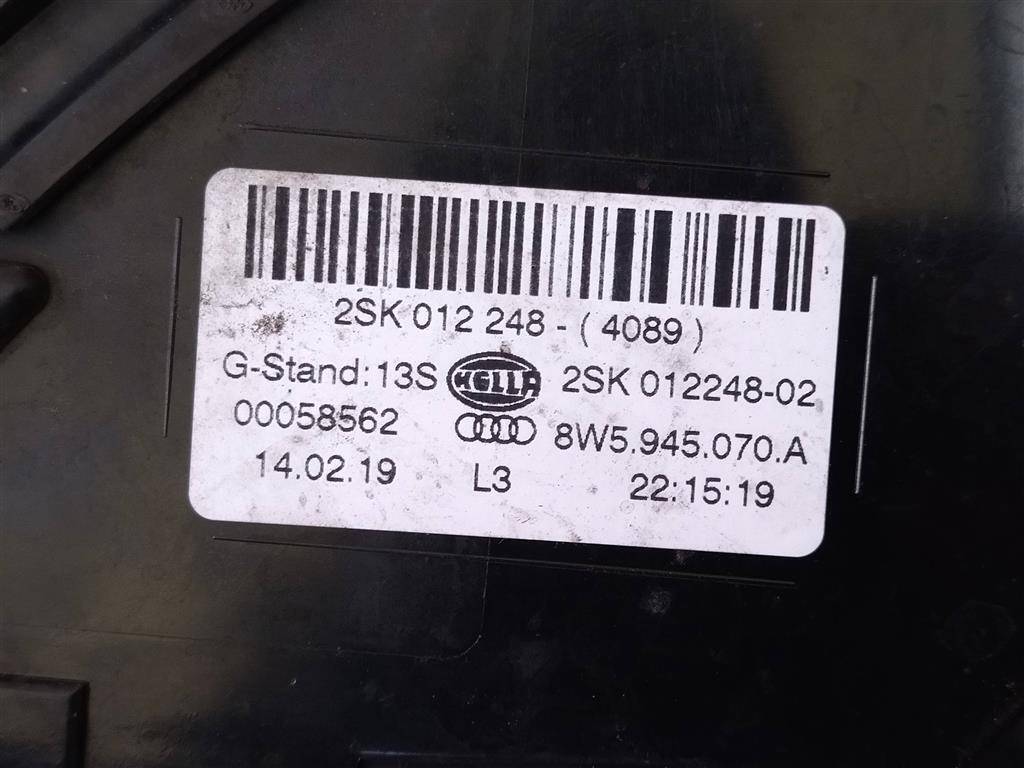 2SK 012 248 - ( 4089 )
G-Stand: 13S HELLA 2SK 012248-02
00058562 8W5.945.070.A
14.02.19 L3 22:15:19